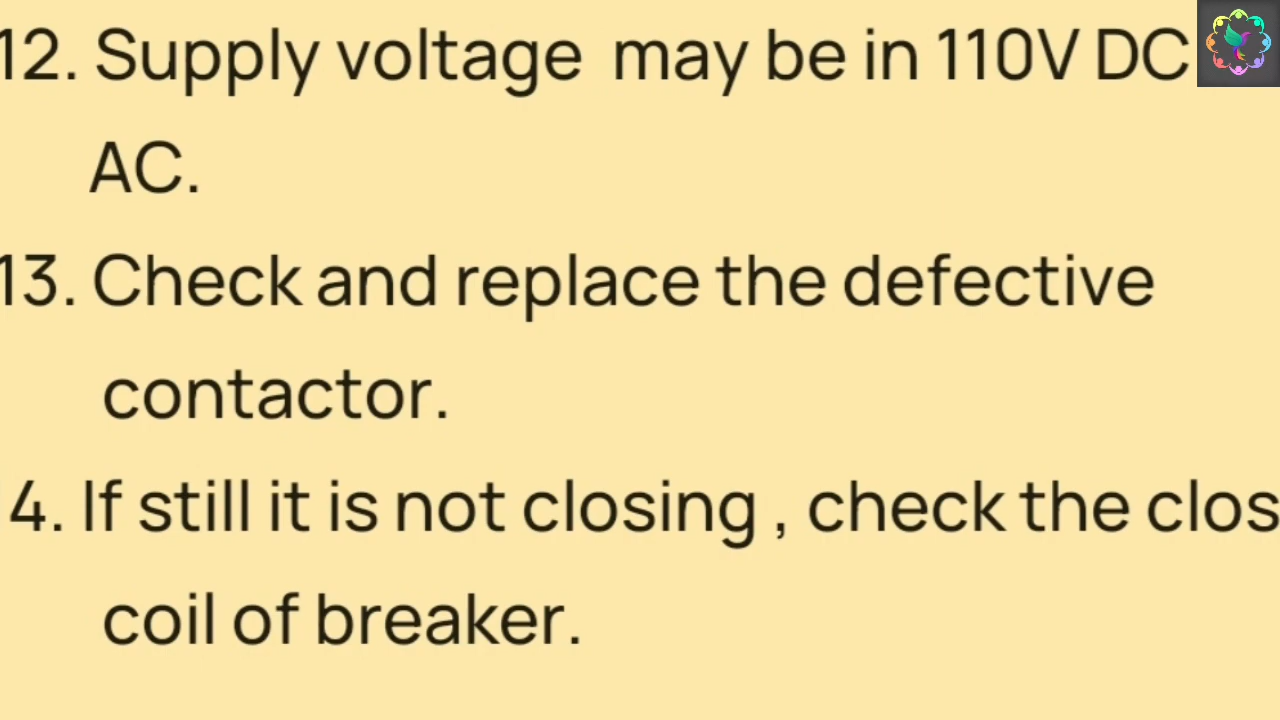 12. Supply voltage may be in 110V DC
AC.
13. Check and replace the defective
contactor.
4. If still it is not closing , check the clos
coil of breaker.